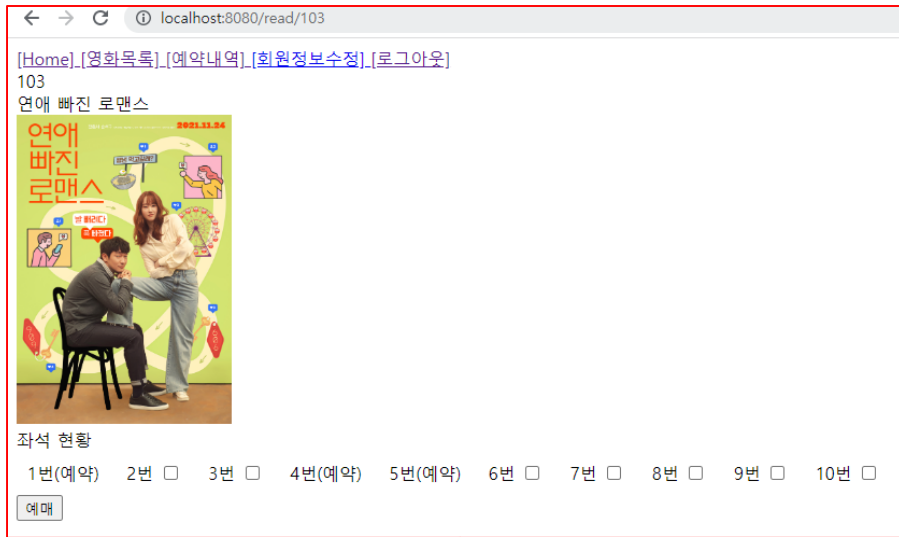 localhost:8080/read/103
[Home] [영화목록] [예약내역] [회원정보수정] [로그아웃]
103
연애 빠진 로맨스
2021.11.24
연애
빠진
로맨스
좌석 현황
1번(예약) 2번 3번 4번(예약) 5번(예약) 6번 7번 8번 9번 10번
예매